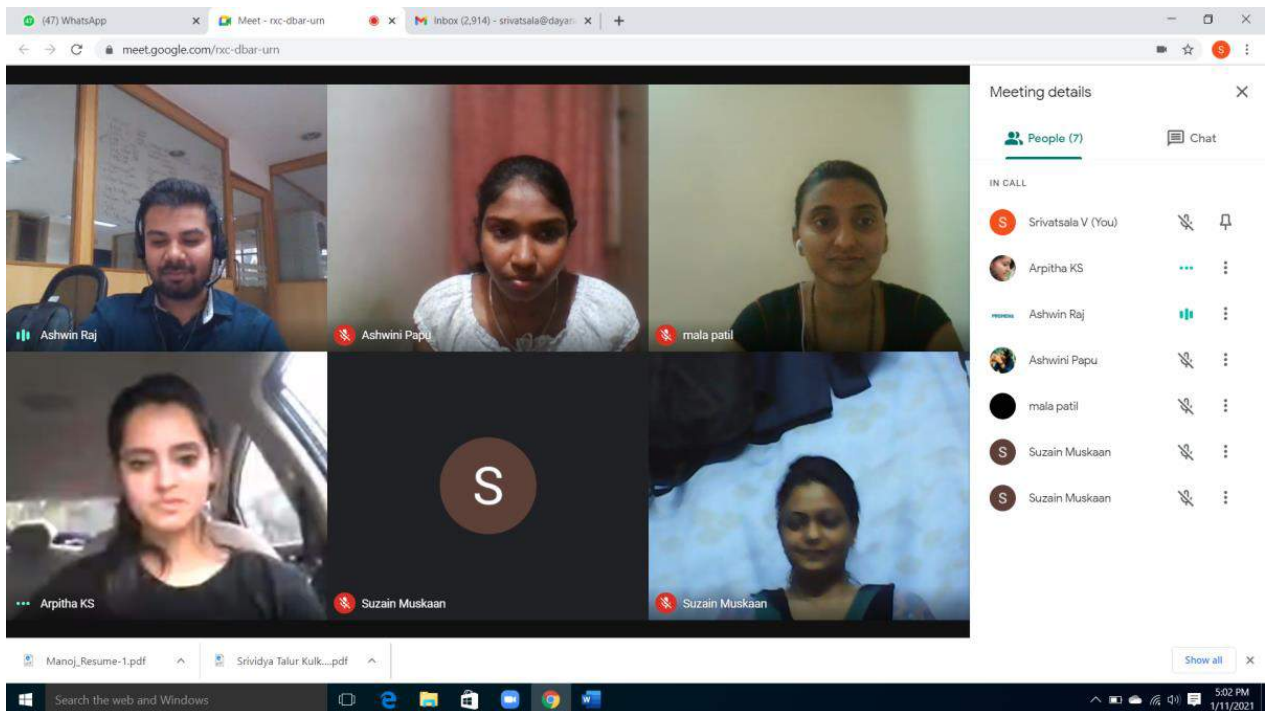 (47) WhatsApp
Meet - rxc-dbar-urn
Inbox (2,914) - srivatsala@dayan
meet.google.com/rxc-dbar-urn
S
Meeting details
People (7)
Chat
IN CALL
S Srivatsala V (You)
Arpitha KS
Ashwin Raj
Ashwini Papu
mala patil
S Suzain Muskaan
S Suzain Muskaan
Ashwin Raj
Ashwini Papu
mala patil
S
Arpitha KS
Suzain Muskaan
Suzain Muskaan
Manoj_Resume-1.pdf
Srividya Talur Kulk....pdf
Show all
Search the web and Windows
5:02 PM
1/11/2021